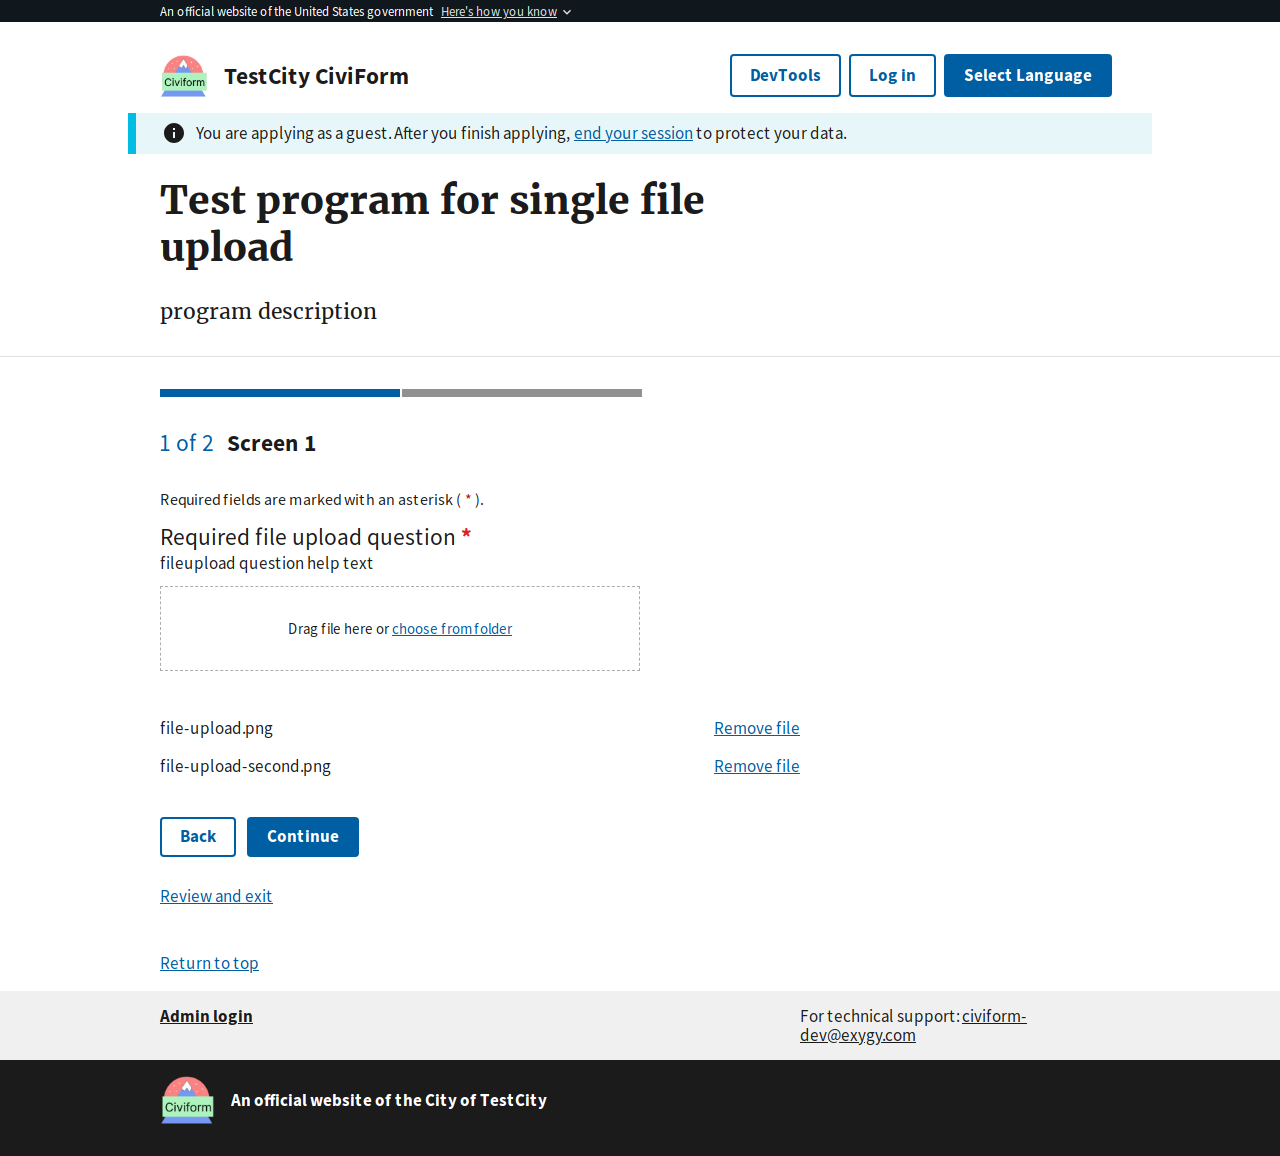 An official website of the United States government Here's how you know
Civiform
TestCity CiviForm
DevTools
Log in
Select Language
You are applying as a guest. After you finish applying, end your session to protect your data.
Test program for single file
upload
program description
1 of 2 Screen 1
Required fields are marked with an asterisk ( * ).
Required file upload question *
fileupload question help text
Drag file here or choose from folder
file-upload.png Remove file
file-upload-second.png Remove file
Back
Continue
Review and exit
Return to top
Admin login
For technical support: civiform-
dev@exygy.com
Civiform
An official website of the City of TestCity